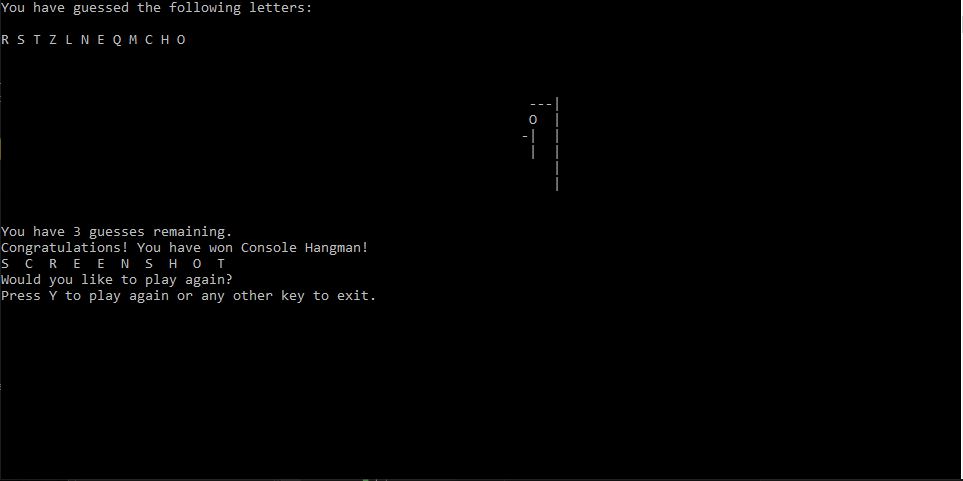 You have guessed the following letters:
R S T Z L N E Q M C H O
---|
O |
-| |
| |
|
|
You have 3 guesses remaining.
Congratulations! You have won Console Hangman!
S C R E E N S H O T
Would you like to play again?
Press Y to play again or any other key to exit.